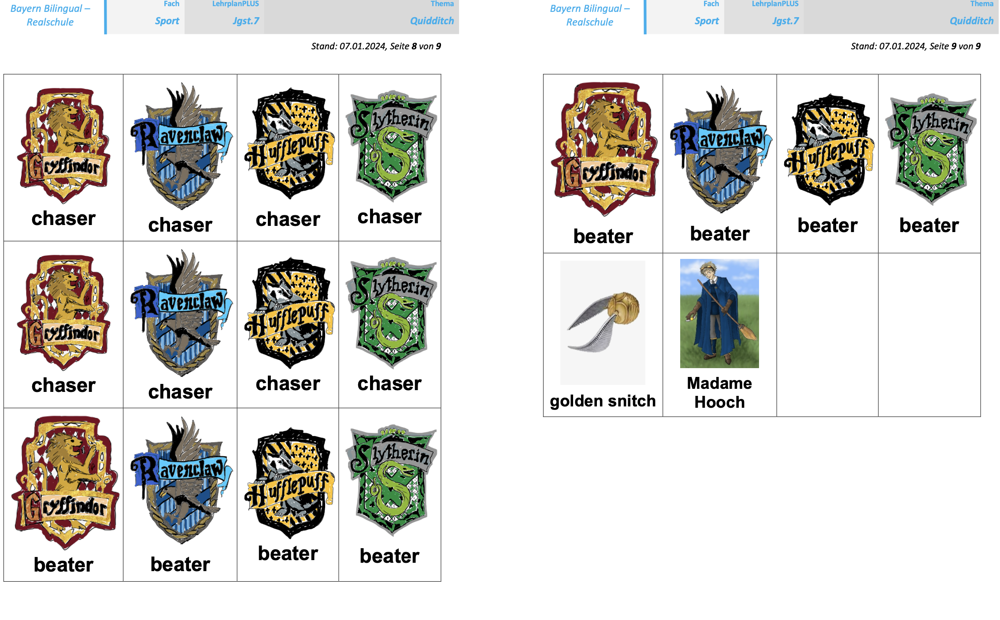 Bayern Bilingual –
Realschule
Fach
Sport
LehrplanPLUS
Jgst.7
Thema
Quidditch
Stand: 07.01.2024, Seite 8 von 9
Gryffindor
Ravenclaw
Hufflepuff
Slytherin
chaser
chaser
chaser
chaser
Gryffindor
Ravenclaw
Hufflepuff
Slytherin
chaser
chaser
chaser
chaser
Gryffindor
Ravenclaw
Hufflepuff
Slytherin
beater
beater
beater
beater
Bayern Bilingual –
Realschule
Fach
Sport
LehrplanPLUS
Jgst.7
Thema
Quidditch
Stand: 07.01.2024, Seite 9 von 9
Gryffindor
Ravenclaw
Hufflepuff
Slytherin
beater
beater
beater
beater
golden snitch
Madame
Hooch